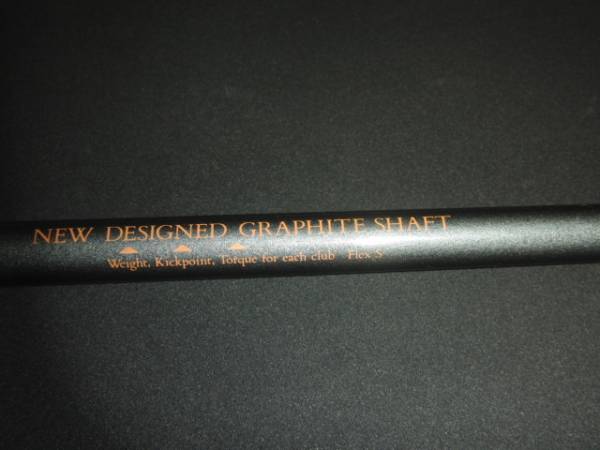 NEW DESIGNED GRAPHITE SHAFT
Weight, Kickpoint, Torque for each club Flex S